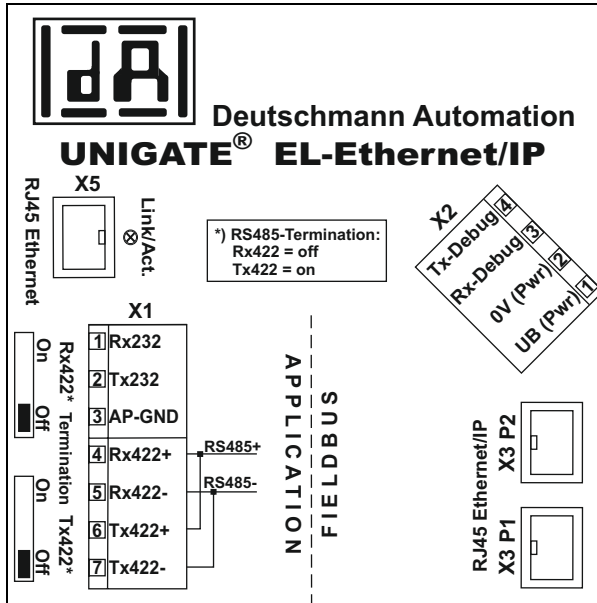 dA
Deutschmann Automation
UNIGATE® EL-Ethernet/IP
X5
RJ45 Ethernet
Link/Act.
*) RS485-Termination:
Rx422 = off
Tx422 = on
X2
Tx-Debug 4
Rx-Debug 3
0V (Pwr) 2
UB (Pwr) 1
X1
1 Rx232
2 Tx232
3 AP-GND
4 Rx422+
5 Rx422-
6 Tx422+
7 Tx422-
RS485+
RS485-
On
Off
On
Off
Rx422* Termination Tx422*
APPLICATION
FIELDBUS
RJ45 Ethernet/IP
X3 P2
X3 P1